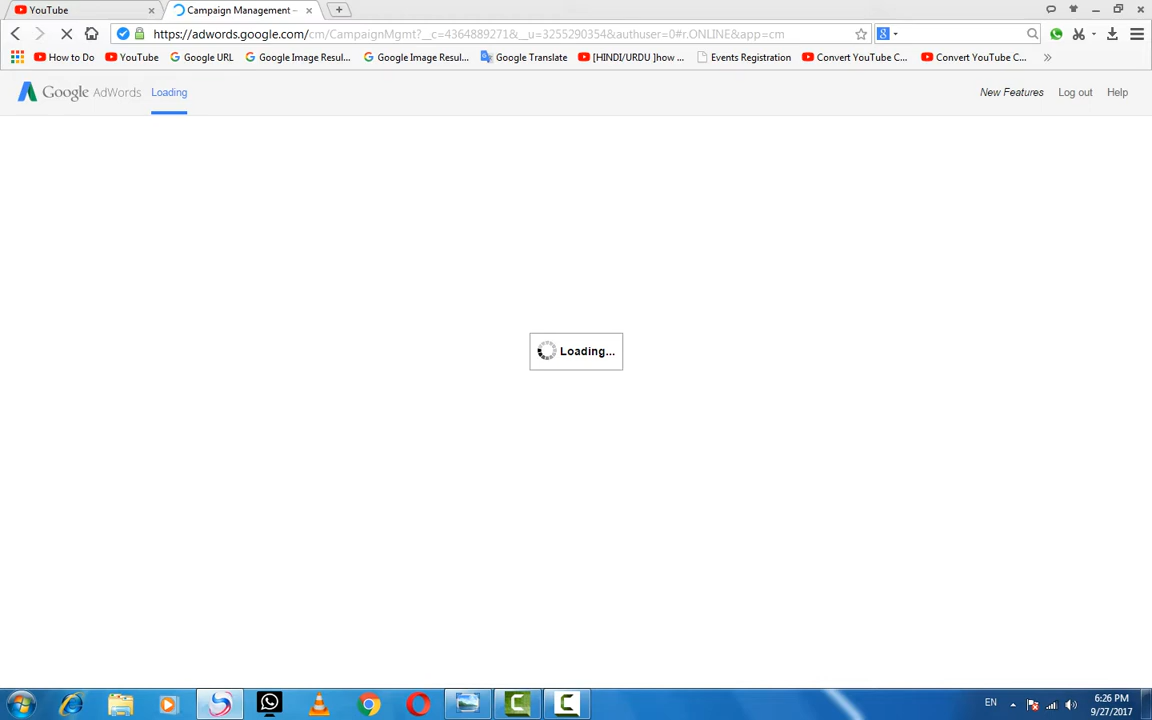 YouTube
Campaign Management -
https://adwords.google.com/cm/CampaignMgmt?__c=4364889271&__u=3255290354&authuser=0#r.ONLINE&app=cm
How to Do
YouTube
Google URL
Google Image Resul...
Google Image Resul...
Google Translate
[HINDI/URDU ]how ...
Events Registration
Convert YouTube C...
Convert YouTube C...
Google AdWords
Loading
New Features
Log out
Help
Loading...
EN
6:26 PM
9/27/2017